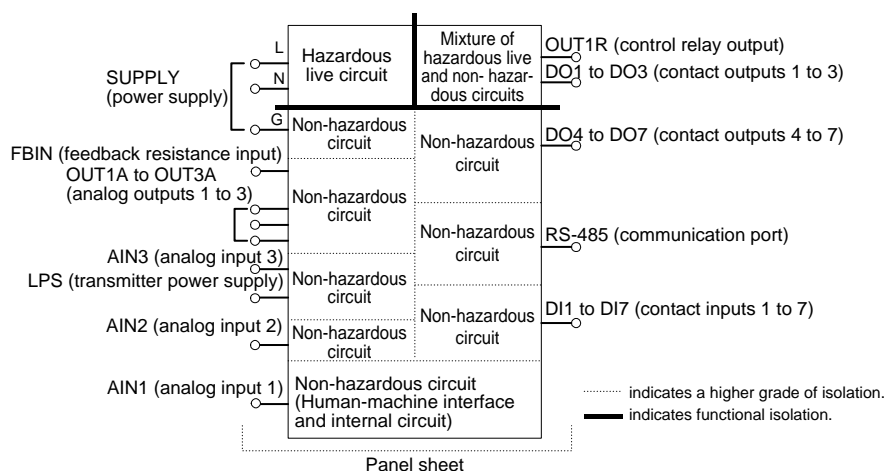 L
N
SUPPLY
(power supply)
G
FBIN (feedback resistance input)
OUT1A to OUT3A
(analog outputs 1 to 3)
AIN3 (analog input 3)
LPS (transmitter power supply)
AIN2 (analog input 2)
AIN1 (analog input 1)
Hazardous
live circuit
Non-hazardous
circuit
Non-hazardous
circuit
Non-hazardous
circuit
Non-hazardous
circuit
Non-hazardous circuit
(Human-machine interface
and internal circuit)
Mixture of
hazardous live
and non- hazar-
dous circuits
Non-hazardous
circuit
Non-hazardous
circuit
Non-hazardous
circuit
OUT1R (control relay output)
DO1 to DO3 (contact outputs 1 to 3)
DO4 to DO7 (contact outputs 4 to 7)
RS-485 (communication port)
DI1 to DI7 (contact inputs 1 to 7)
indicates a higher grade of isolation.
indicates functional isolation.
Panel sheet